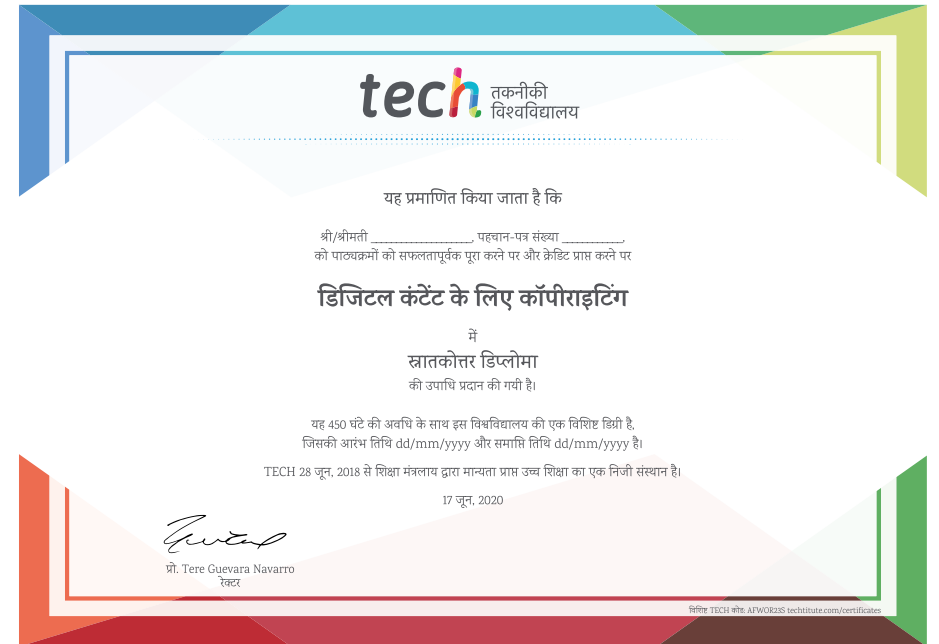 tech तकनीकी
विश्वविद्यालय
यह प्रमाणित किया जाता है कि
श्री/श्रीमती ____________________, पहचान-पत्र संख्या ____________,
को पाठ्यक्रमों को सफलतापूर्वक पूरा करने पर और क्रेडिट प्राप्त करने पर
डिजिटल कंटेंट के लिए कॉपीराइटिंग
में
स्नातकोत्तर डिप्लोमा
की उपाधि प्रदान की गयी है।
यह 450 घंटे की अवधि के साथ इस विश्वविद्यालय की एक विशिष्ट डिग्री है,
जिसकी आरंभ तिथि dd/mm/yyyy और समाप्ति तिथि dd/mm/yyyy है।
TECH 28 जून, 2018 से शिक्षा मंत्रलाय द्वारा मान्यता प्राप्त उच्च शिक्षा का एक निजी संस्थान है।
17 जून, 2020
प्रो. Tere Guevara Navarro
रेक्टर
विशिष्ट TECH कोड: AFWOR23S techtitute.com/certificates